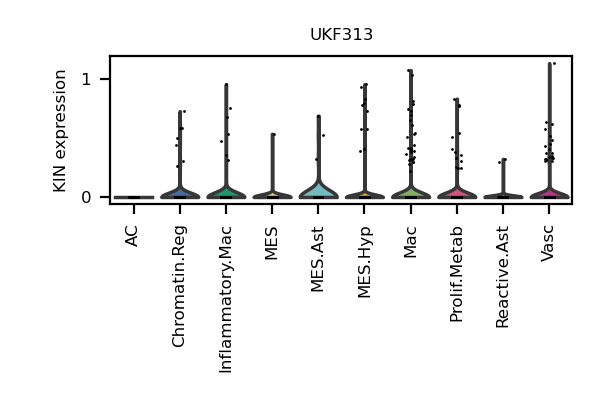 UKF313
KIN expression
1
0
AC
Chromatin.Reg
Inflammatory.Mac
MES
MES.Ast
MES.Hyp
Mac
Prolif.Metab
Reactive.Ast
Vasc